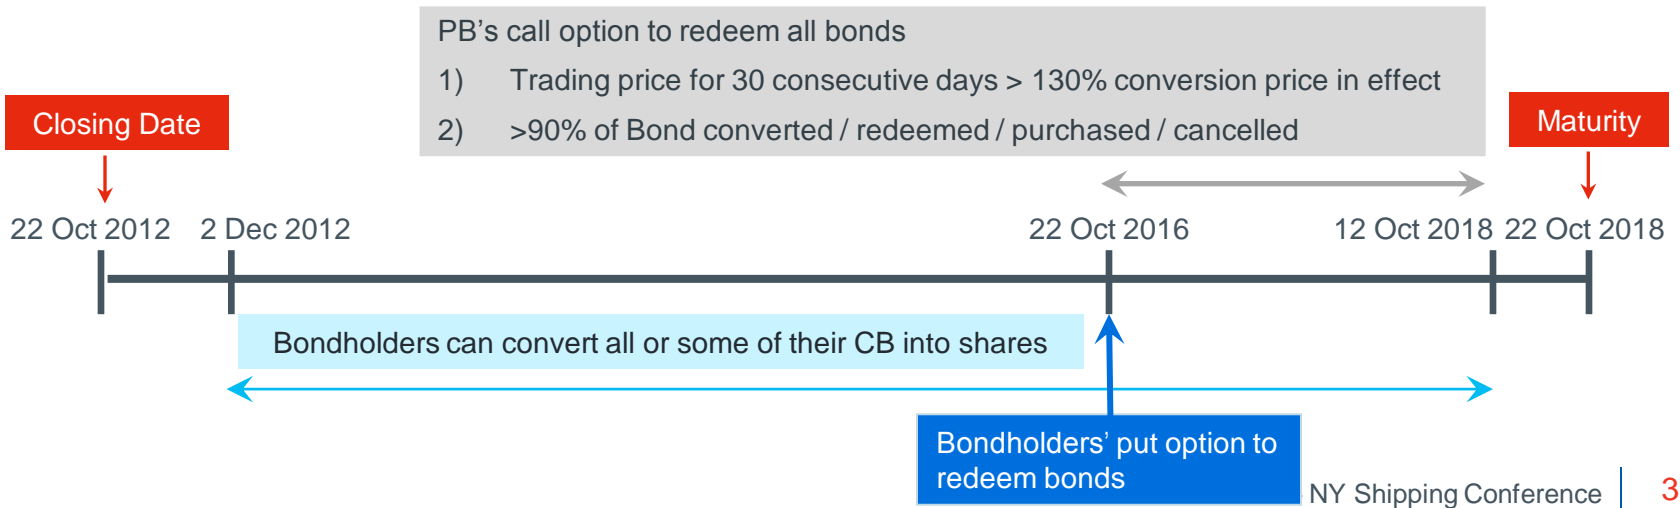 PB’s call option to redeem all bonds
1) Trading price for 30 consecutive days > 130% conversion price in effect
2) >90% of Bond converted / redeemed / purchased / cancelled
Closing Date
Maturity
22 Oct 2012
2 Dec 2012
22 Oct 2016
12 Oct 2018
22 Oct 2018
Bondholders can convert all or some of their CB into shares
Bondholders’ put option to
redeem bonds
NY Shipping Conference
3